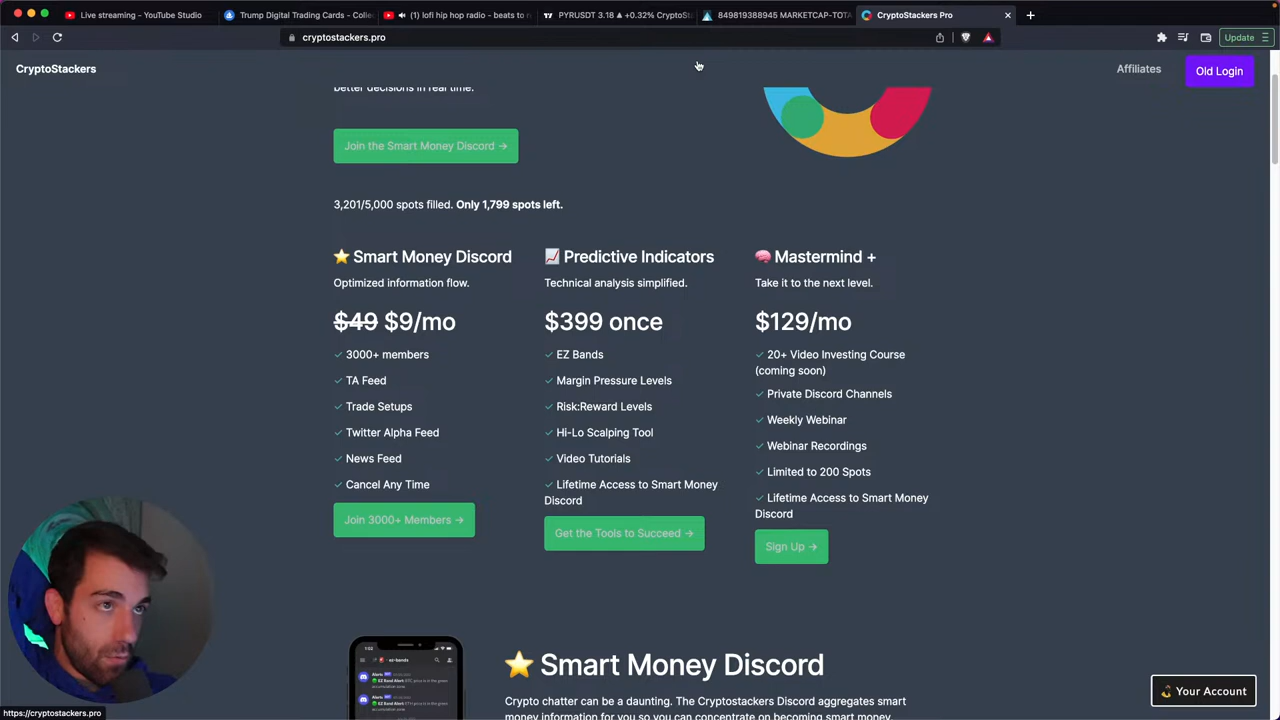 Live streaming - YouTube Studio
Trump Digital Trading Cards - Colle
(1) lofi hip hop radio - beats to r
PYRUSDT 3.18 ▲ +0.32% CryptoSt
849819388945 MARKETCAP-TOTA
CryptoStackers Pro
cryptostackers.pro
Update
CryptoStackers
Affiliates
Old Login
better decisions in real time.
Join the Smart Money Discord →
3,201/5,000 spots filled. Only 1,799 spots left.
⭐ Smart Money Discord
Optimized information flow.
$49 $9/mo
✓ 3000+ members
✓ TA Feed
✓ Trade Setups
✓ Twitter Alpha Feed
✓ News Feed
✓ Cancel Any Time
Join 3000+ Members →
📈 Predictive Indicators
Technical analysis simplified.
$399 once
✓ EZ Bands
✓ Margin Pressure Levels
✓ Risk:Reward Levels
✓ Hi-Lo Scalping Tool
✓ Video Tutorials
✓ Lifetime Access to Smart Money
Discord
Get the Tools to Succeed →
🧠 Mastermind +
Take it to the next level.
$129/mo
✓ 20+ Video Investing Course
(coming soon)
✓ Private Discord Channels
✓ Weekly Webinar
✓ Webinar Recordings
✓ Limited to 200 Spots
✓ Lifetime Access to Smart Money
Discord
Sign Up →
1:02
ez-bands
⭐ Smart Money Discord
Crypto chatter can be a daunting. The Cryptostackers Discord aggregates smart
money information for you so you can concentrate on becoming smart money.
💰 Your Account
https://cryptostackers.pro